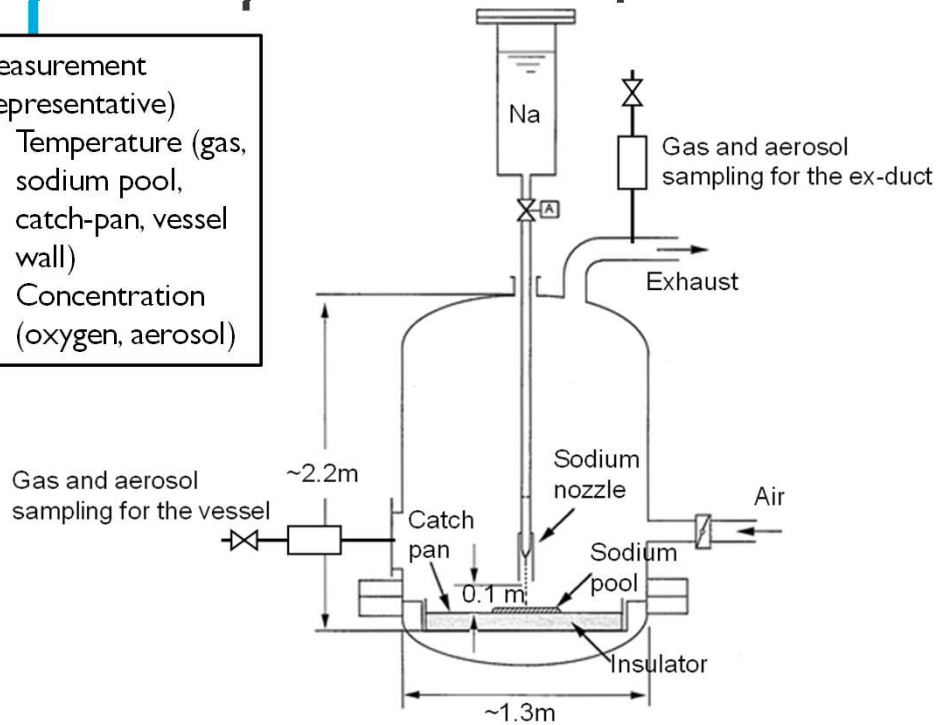 easurement
epresentative)
Temperature (gas,
sodium pool,
catch-pan, vessel
wall)
Concentration
(oxygen, aerosol)
Na
A
Gas and aerosol
sampling for the ex-duct
Exhaust
~2.2m
Gas and aerosol
sampling for the vessel
Sodium
nozzle
Air
Catch
pan
Sodium
pool
0.1 m
Insulator
~1.3m